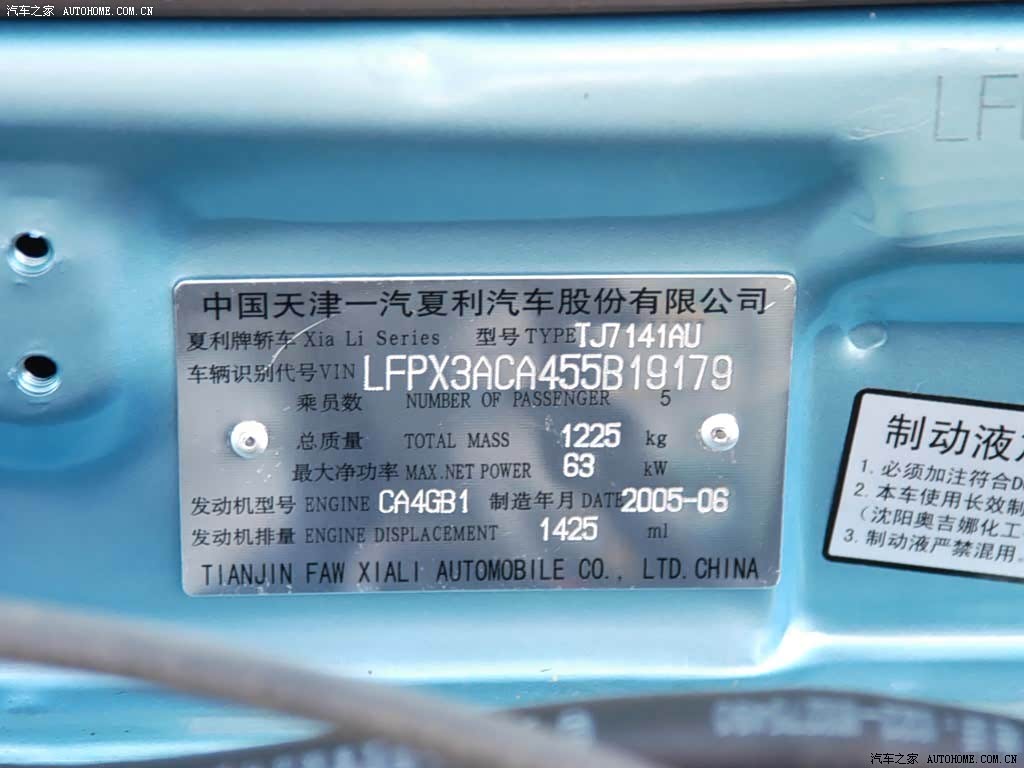 汽车之家 AUTOHOME.COM.CN
LF
中国天津一汽夏利汽车股份有限公司
夏利牌轿车 Xia Li Series 型号 TYPE TJ7141AU
车辆识别代号 VIN LFPX3ACA455B19179
乘员数 NUMBER OF PASSENGER 5
总质量 TOTAL MASS 1225 kg
最大净功率 MAX.NET POWER 63 kW
发动机型号 ENGINE CA4GB1 制造年月 DATE 2005-06
发动机排量 ENGINE DISPLACEMENT 1425 ml
TIANJIN FAW XIALI AUTOMOBILE CO., LTD.CHINA
制动液
1. 必须加注符合D
2. 本车使用长效制
（沈阳奥吉娜化工
3. 制动液严禁混用.
汽车之家 AUTOHOME.COM.CN